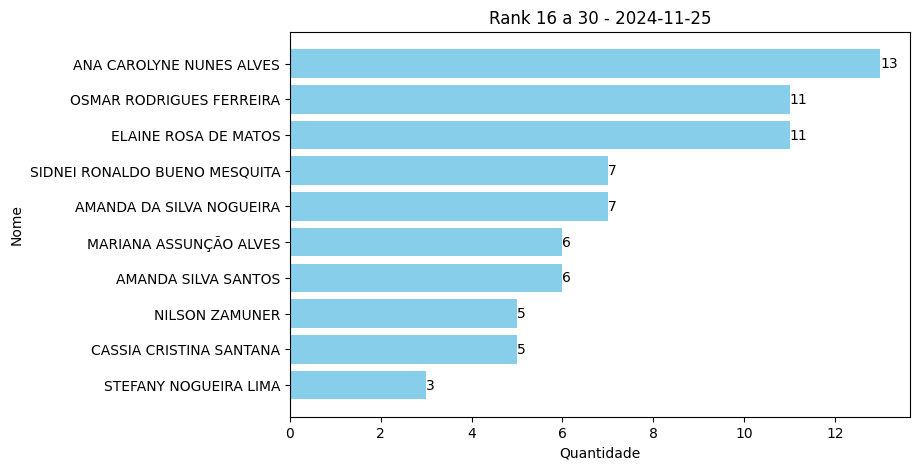 Rank 16 a 30 - 2024-11-25
ANA CAROLYNE NUNES ALVES 13
OSMAR RODRIGUES FERREIRA 11
ELAINE ROSA DE MATOS 11
SIDNEI RONALDO BUENO MESQUITA 7
AMANDA DA SILVA NOGUEIRA 7
MARIANA ASSUNÇÃO ALVES 6
AMANDA SILVA SANTOS 6
NILSON ZAMUNER 5
CASSIA CRISTINA SANTANA 5
STEFANY NOGUEIRA LIMA 3
Nome
0 2 4 6 8 10 12
Quantidade